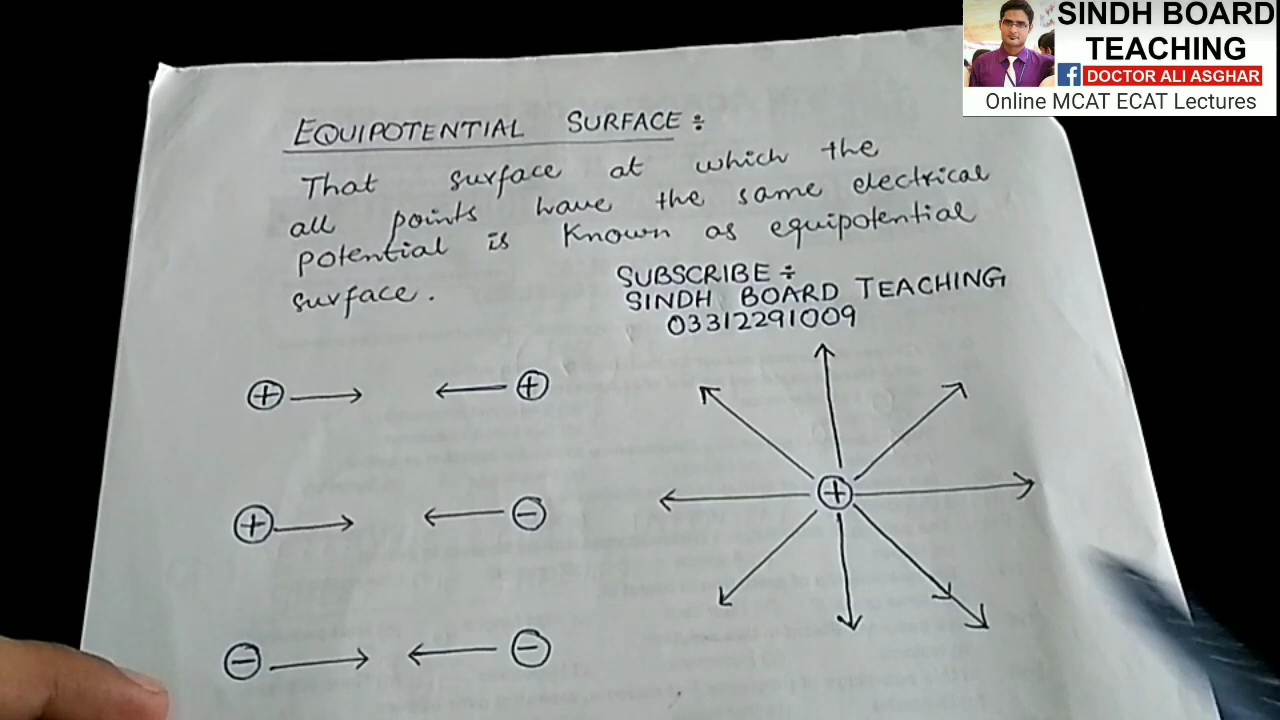 SINDH BOARD
TEACHING
f DOCTOR ALI ASGHAR
Online MCAT ECAT Lectures
EQUIPOTENTIAL SURFACE ÷
That surface at which the
all points have the same electrical
potential is known as equipotential
surface.
SUBSCRIBE ÷
SINDH BOARD TEACHING
03312291009
+ +
+ −
− −
+